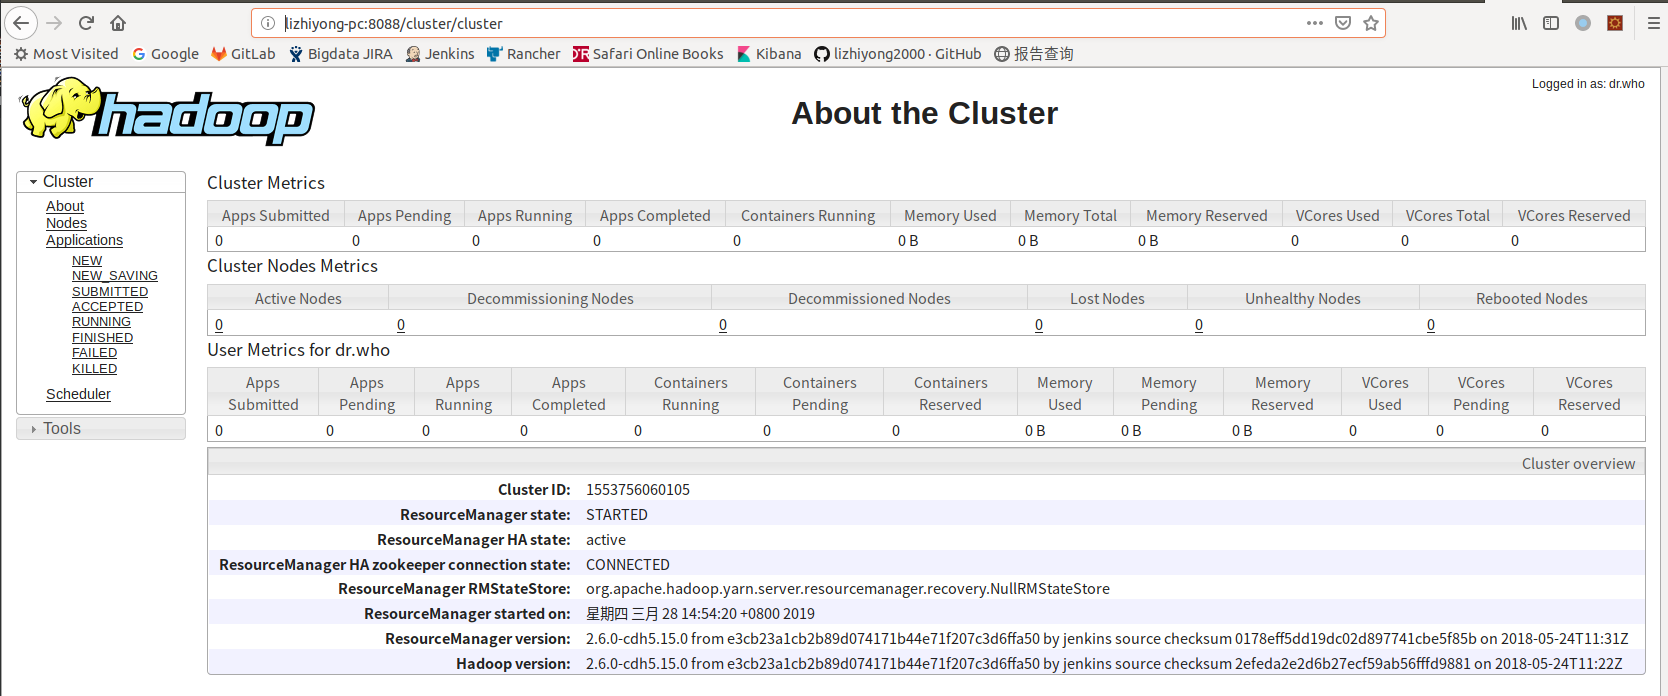 lizhiyong-pc:8088/cluster/cluster
Most Visited Google GitLab Bigdata JIRA Jenkins Rancher Safari Online Books Kibana lizhiyong2000 · GitHub 报告查询
Logged in as: dr.who
hadoop
About the Cluster
Cluster
About
Nodes
Applications
NEW
NEW_SAVING
SUBMITTED
ACCEPTED
RUNNING
FINISHED
FAILED
KILLED
Scheduler
Tools
Cluster Metrics
Apps Submitted Apps Pending Apps Running Apps Completed Containers Running Memory Used Memory Total Memory Reserved VCores Used VCores Total VCores Reserved
0 0 0 0 0 0 B 0 B 0 B 0 0 0
Cluster Nodes Metrics
Active Nodes Decommissioning Nodes Decommissioned Nodes Lost Nodes Unhealthy Nodes Rebooted Nodes
0 0 0 0 0 0
User Metrics for dr.who
Apps Submitted Apps Pending Apps Running Apps Completed Containers Running Containers Pending Containers Reserved Memory Used Memory Pending Memory Reserved VCores Used VCores Pending VCores Reserved
0 0 0 0 0 0 0 0 B 0 B 0 B 0 0 0
Cluster overview
Cluster ID: 1553756060105
ResourceManager state: STARTED
ResourceManager HA state: active
ResourceManager HA zookeeper connection state: CONNECTED
ResourceManager RMStateStore: org.apache.hadoop.yarn.server.resourcemanager.recovery.NullRMStateStore
ResourceManager started on: 星期四 三月 28 14:54:20 +0800 2019
ResourceManager version: 2.6.0-cdh5.15.0 from e3cb23a1cb2b89d074171b44e71f207c3d6ffa50 by jenkins source checksum 0178eff5dd19dc02d897741cbe5f85b on 2018-05-24T11:31Z
Hadoop version: 2.6.0-cdh5.15.0 from e3cb23a1cb2b89d074171b44e71f207c3d6ffa50 by jenkins source checksum 2efeda2e2d6b27ecf59ab56fffd9881 on 2018-05-24T11:22Z